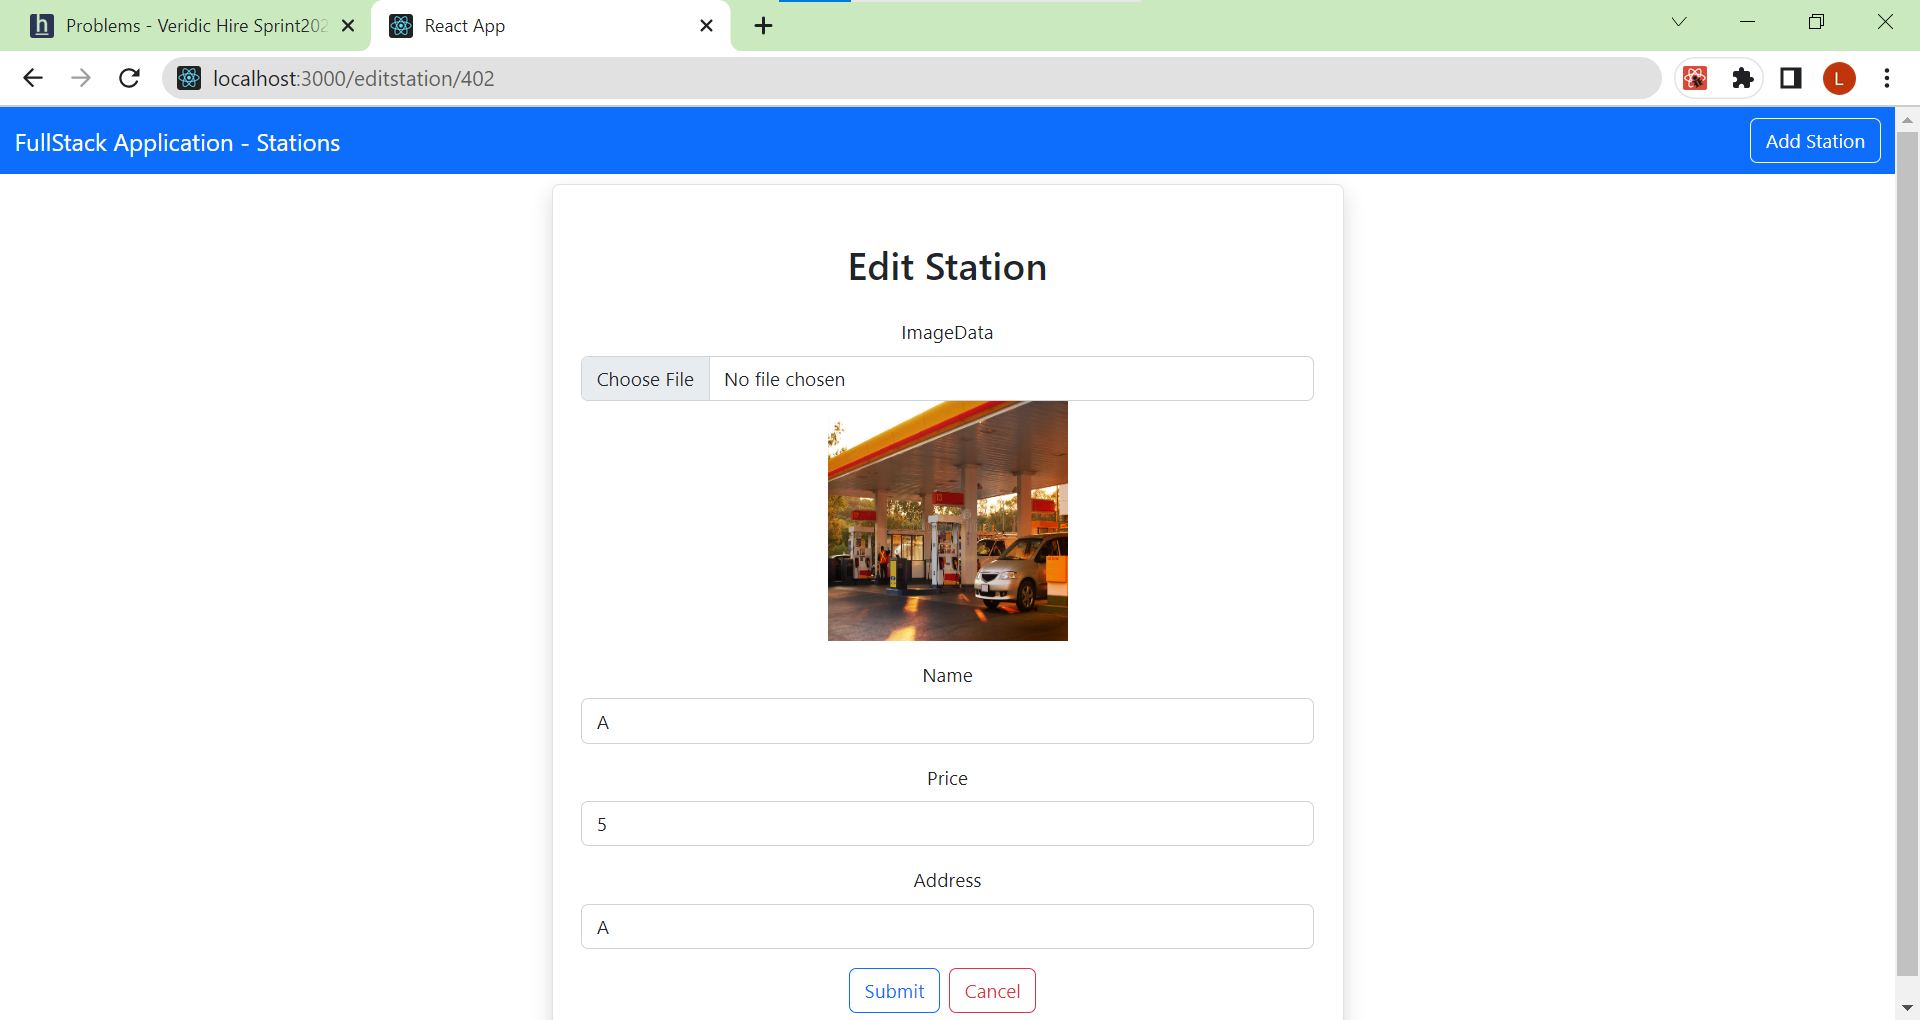 Problems - Veridic Hire Sprint202
React App
localhost:3000/editstation/402
L
FullStack Application - Stations
Add Station
Edit Station
ImageData
Choose File
No file chosen
Name
A
Price
5
Address
A
Submit
Cancel